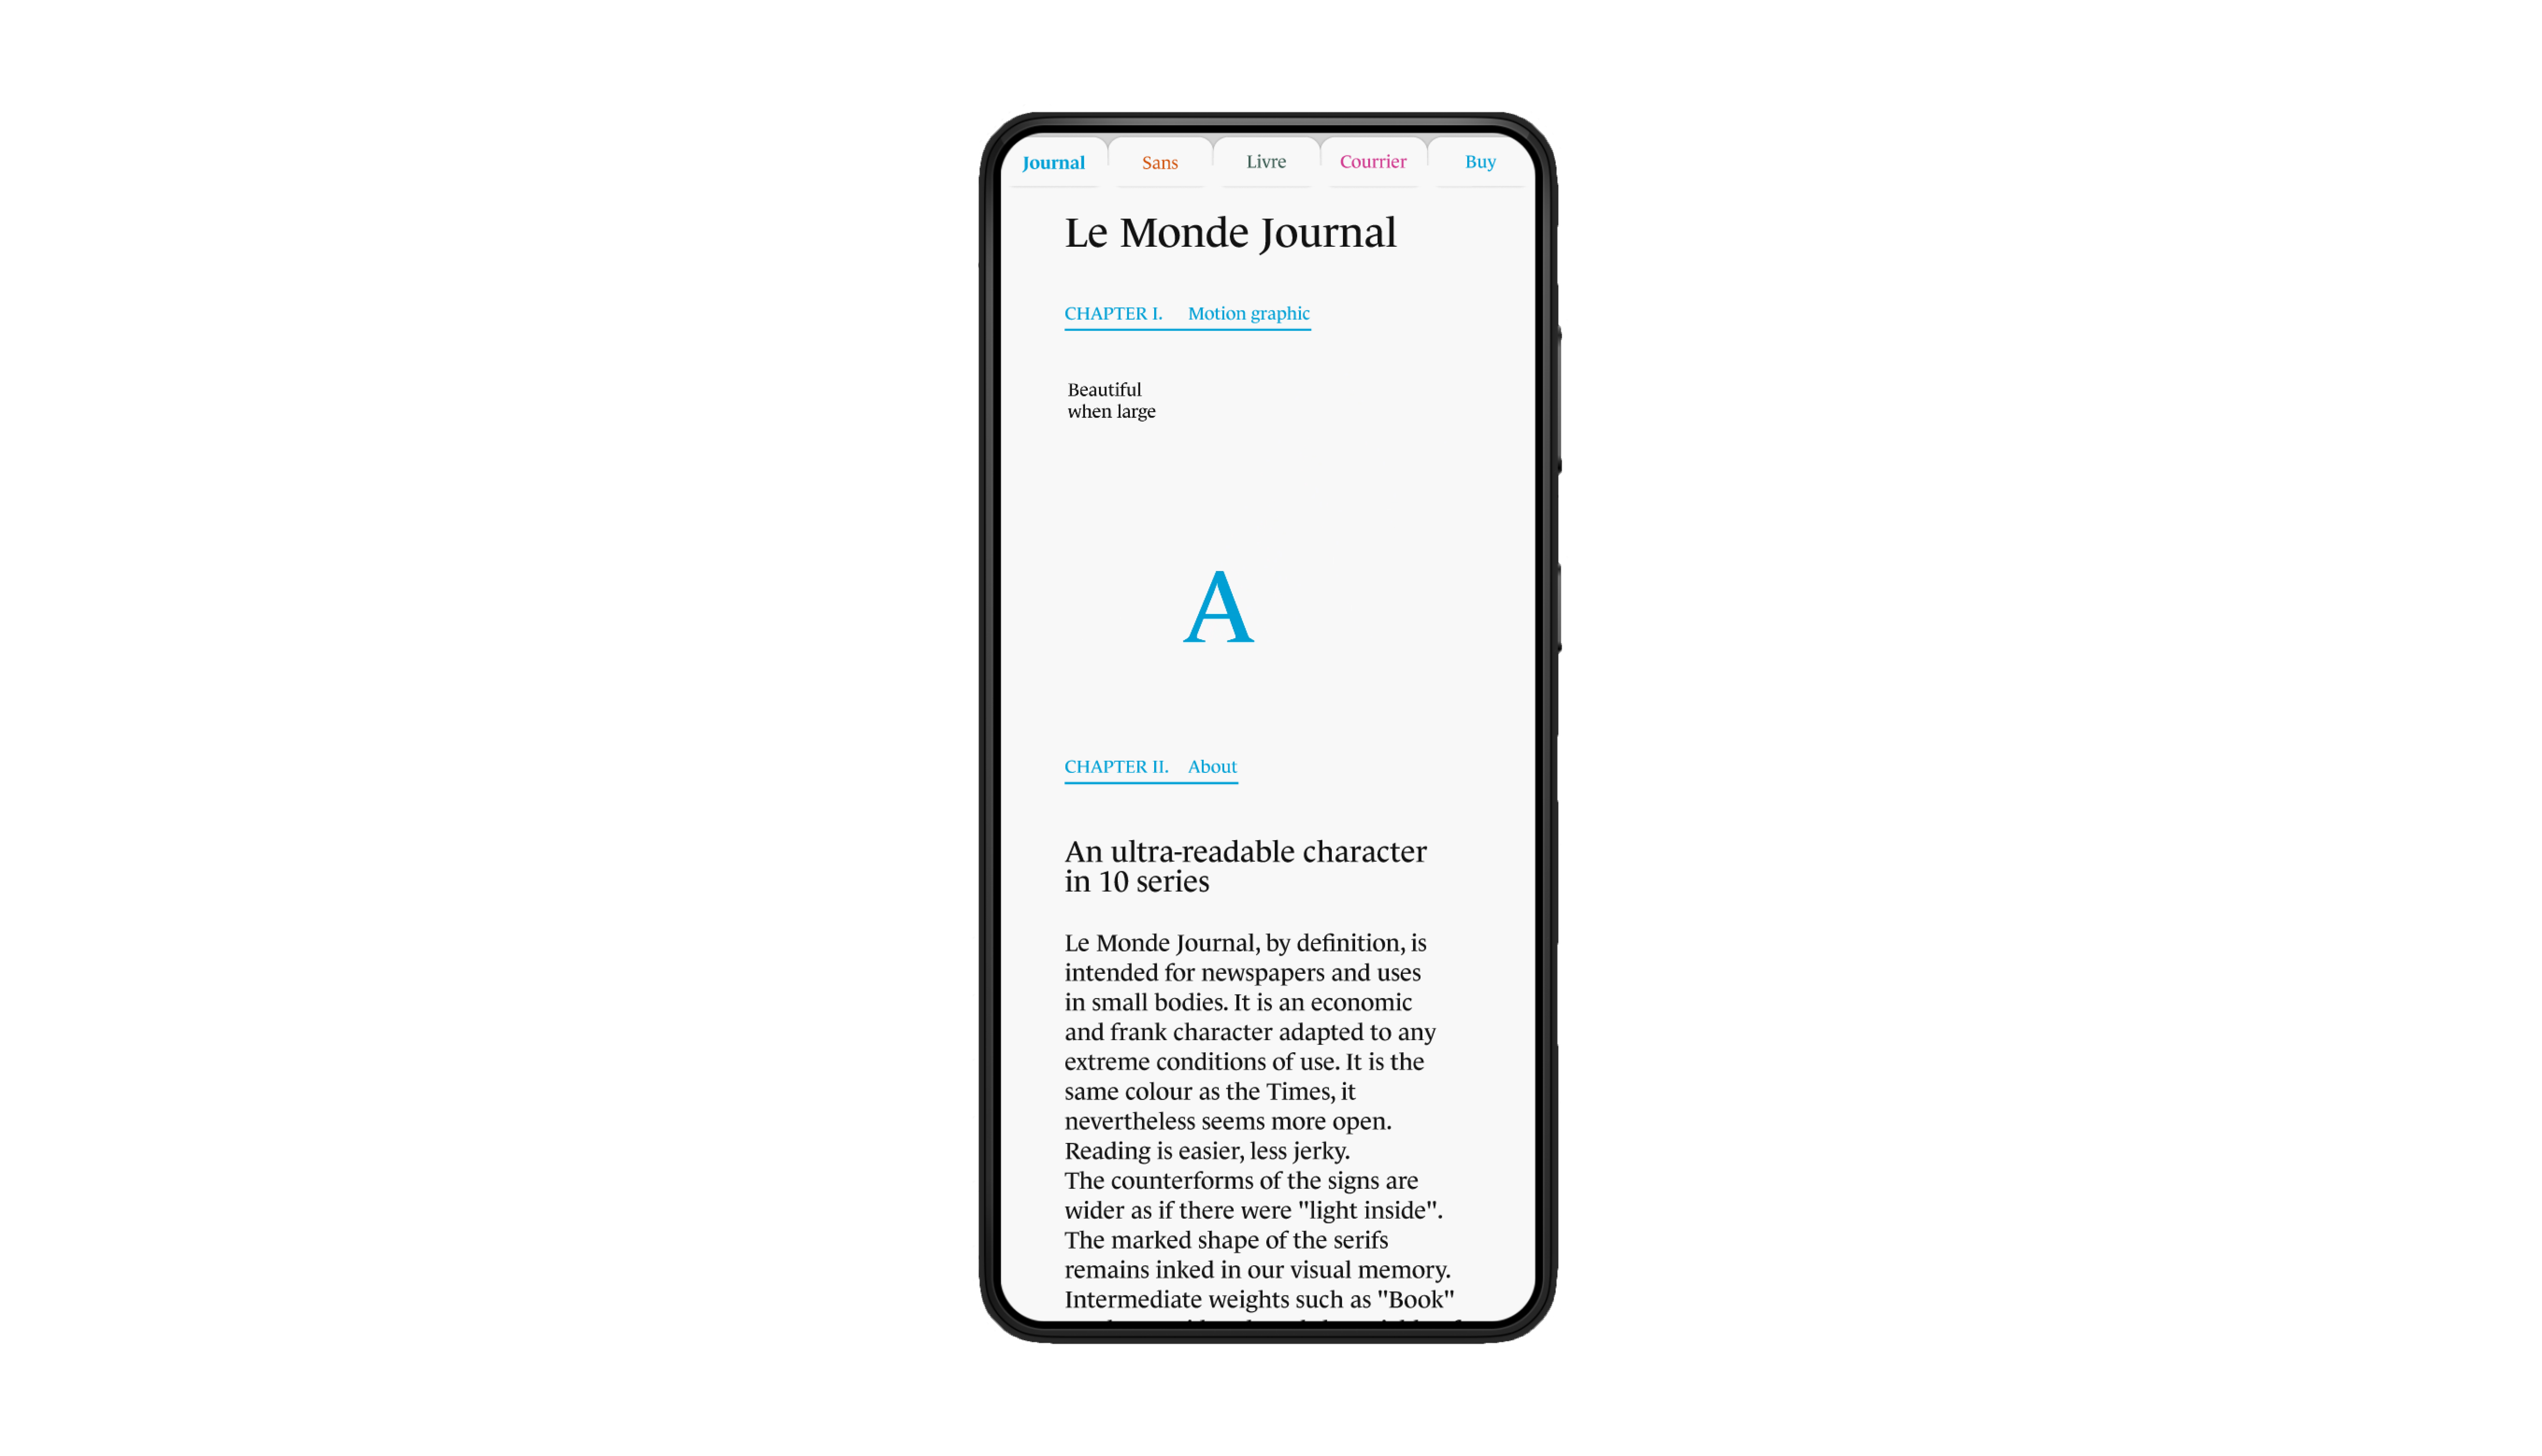 Journal Sans Livre Courrier Buy
Le Monde Journal
CHAPTER I. Motion graphic
Beautiful
when large
A
CHAPTER II. About
An ultra-readable character
in 10 series
Le Monde Journal, by definition, is
intended for newspapers and uses
in small bodies. It is an economic
and frank character adapted to any
extreme conditions of use. It is the
same colour as the Times, it
nevertheless seems more open.
Reading is easier, less jerky.
The counterforms of the signs are
wider as if there were "light inside".
The marked shape of the serifs
remains inked in our visual memory.
Intermediate weights such as "Book"